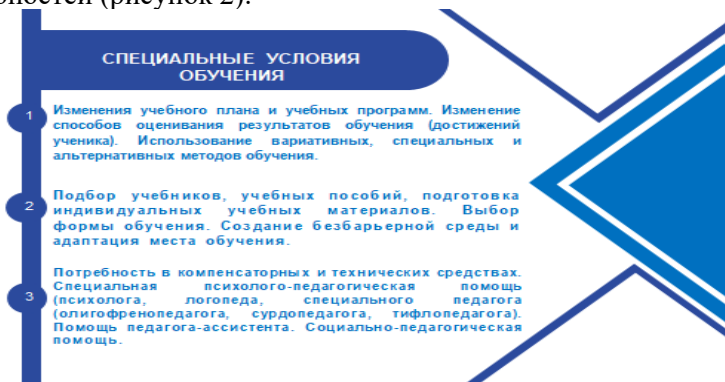 (рисунок 2).
СПЕЦИАЛЬНЫЕ УСЛОВИЯ
ОБУЧЕНИЯ
1
Изменения учебного плана и учебных программ. Изменение
способов оценивания результатов обучения (достижений
ученика). Использование вариативных, специальных и
альтернативных методов обучения.
2
Подбор учебников, учебных пособий, подготовка
индивидуальных учебных материалов. Выбор
формы обучения. Создание безбарьерной среды и
адаптация места обучения.
3
Потребность в компенсаторных и технических средствах.
Специальная психолого-педагогическая помощь
(психолога, логопеда, специального педагога
(олигофренопедагога, сурдопедагога, тифлопедагога).
Помощь педагога-ассистента. Социально-педагогическая
помощь.